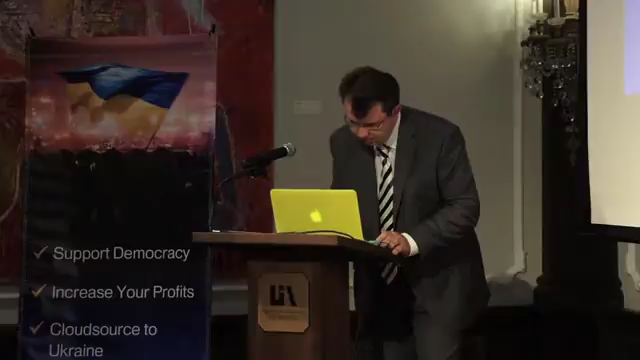 Support Democracy
Increase Your Profits
Cloudsource to
Ukraine